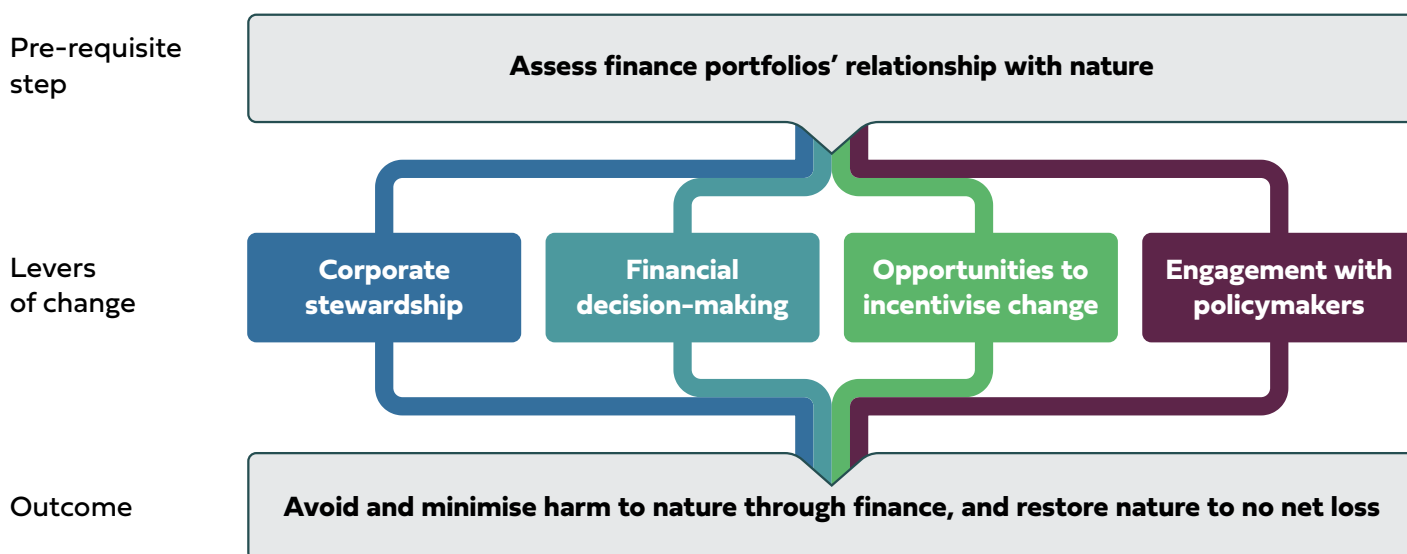 Pre-requisite
step
Assess finance portfolios’ relationship with nature
Levers
of change
Corporate
stewardship
Financial
decision-making
Opportunities to
incentivise change
Engagement with
policymakers
Outcome
Avoid and minimise harm to nature through finance, and restore nature to no net loss